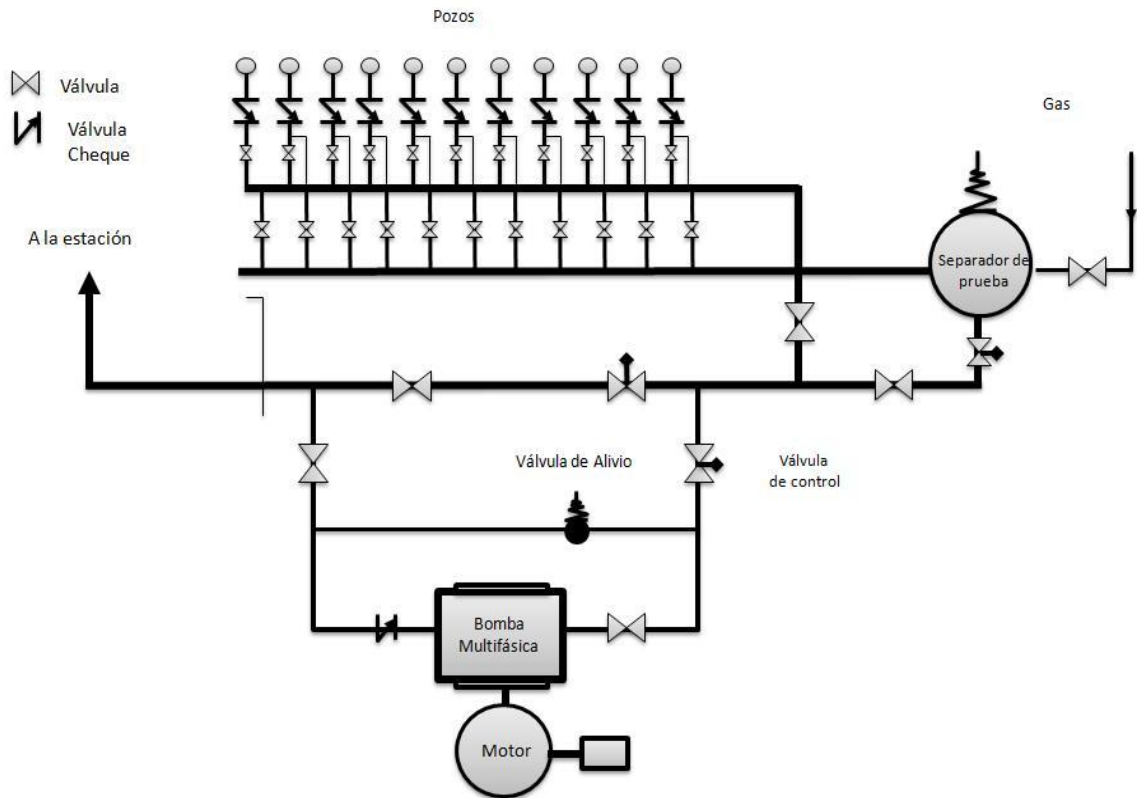 Pozos
Válvula
Válvula
Cheque
Gas
A la estación
Separador de
prueba
Válvula de Alivio
Válvula
de control
Bomba
Multifásica
Motor